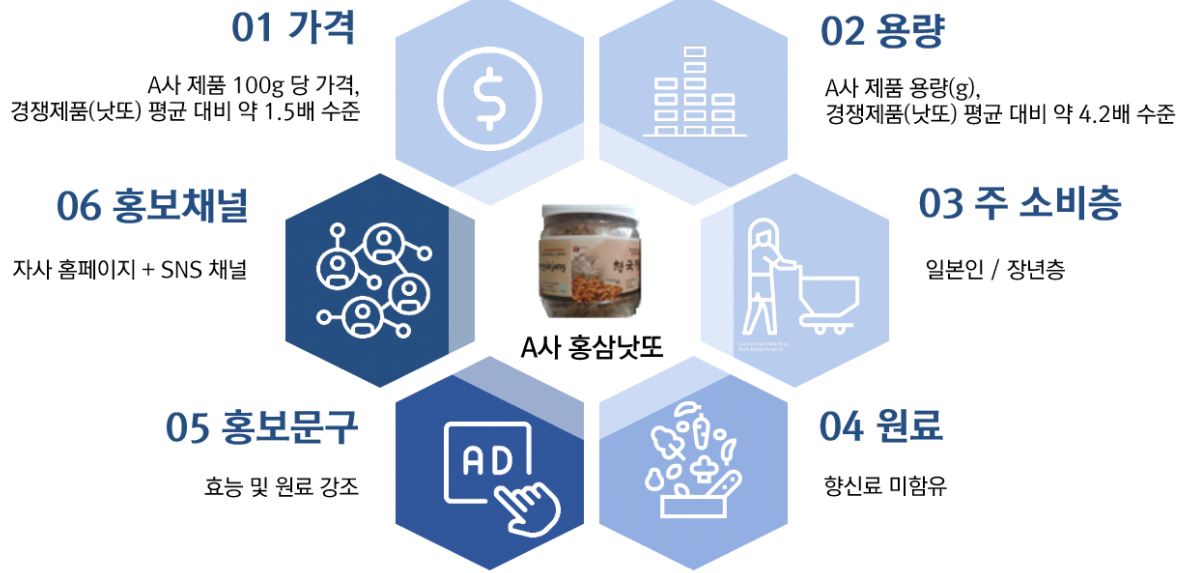 01 가격
A사 제품 100g 당 가격,
경쟁제품(낫또) 평균 대비 약 1.5배 수준
02 용량
A사 제품 용량(g),
경쟁제품(낫또) 평균 대비 약 4.2배 수준
06 홍보채널
자사 홈페이지 + SNS 채널
03 주 소비층
일본인 / 장년층
청국
A사 홍삼낫또
05 홍보문구
효능 및 원료 강조
AD
04 원료
향신료 미함유